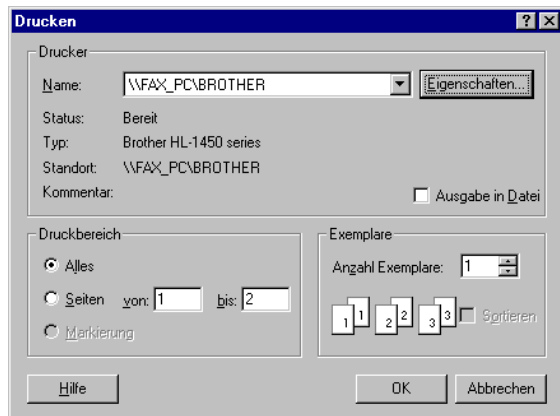 Drucken
Drucker
Name: \\FAX_PC\BROTHER Eigenschaften...
Status: Bereit
Typ: Brother HL-1450 series
Standort: \\FAX_PC\BROTHER
Kommentar: Ausgabe in Datei
Druckbereich
Alles
Seiten von: 1 bis: 2
Markierung
Exemplare
Anzahl Exemplare: 1
1 1 2 2 3 3 Sortieren
Hilfe OK Abbrechen